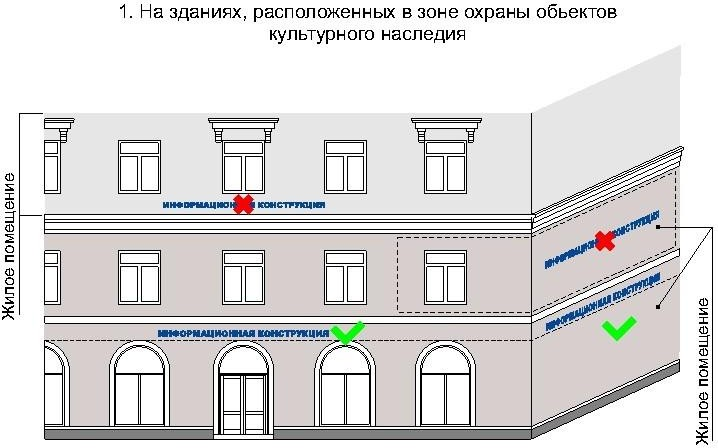 1. На зданиях, расположенных в зоне охраны обьектов
культурного наследия
Жилое помещение
ИНФОРМАЦИОННАЯ КОНСТРУКЦИЯ
ИНФОРМАЦИОННАЯ КОНСТРУКЦИЯ
ИНФОРМАЦИОННАЯ КОНСТРУКЦИЯ
ИНФОРМАЦИОННАЯ КОНСТРУКЦИЯ
Жилое помещение